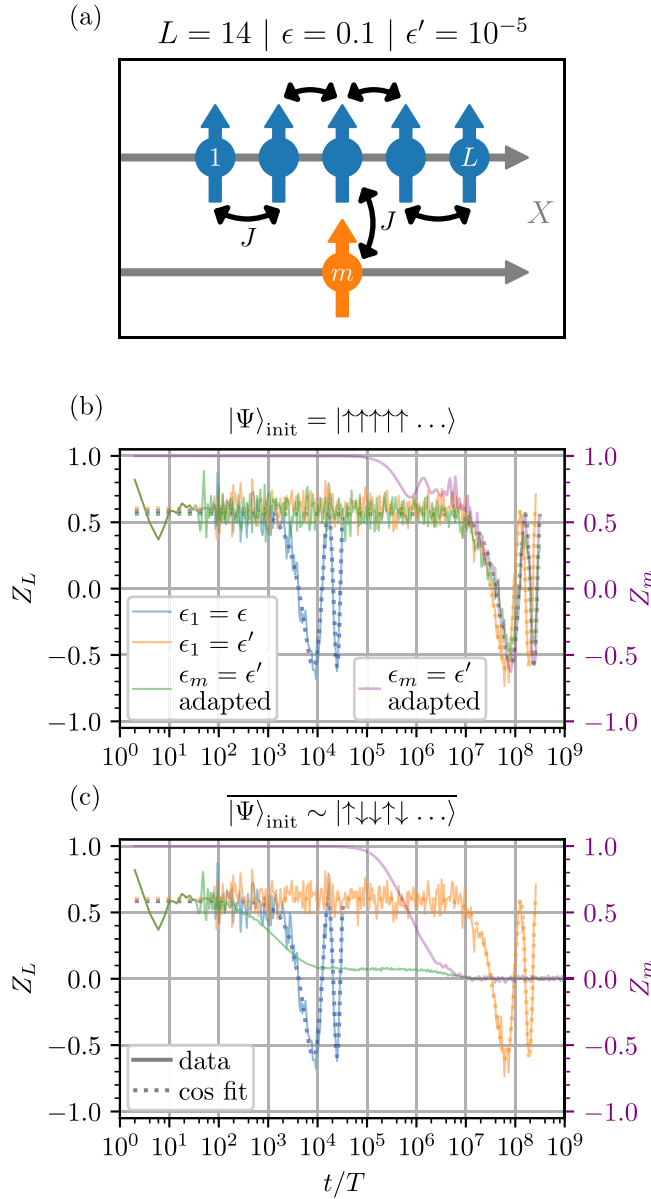 (a)
L = 14 | ϵ = 0.1 | ϵ′ = 10⁻⁵
1 L
J J X
m
(b)
|Ψ⟩init = |↑↑↑↑↑ ...⟩
1.0 0.5 0.0 −0.5 −1.0
Z_L
ϵ₁ = ϵ
ϵ₁ = ϵ′
ϵₘ = ϵ′
adapted
ϵₘ = ϵ′
adapted
1.0 0.5 0.0 −0.5 −1.0
Zₘ
10⁰ 10¹ 10² 10³ 10⁴ 10⁵ 10⁶ 10⁷ 10⁸ 10⁹
(c)
|Ψ⟩init ∼ |↑↓↓↑↓ ...⟩
1.0 0.5 0.0 −0.5 −1.0
Z_L
data
cos fit
1.0 0.5 0.0 −0.5 −1.0
Zₘ
10⁰ 10¹ 10² 10³ 10⁴ 10⁵ 10⁶ 10⁷ 10⁸ 10⁹
t/T